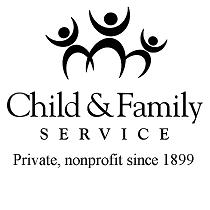 Child & Family
SERVICE
Private, nonprofit since 1899